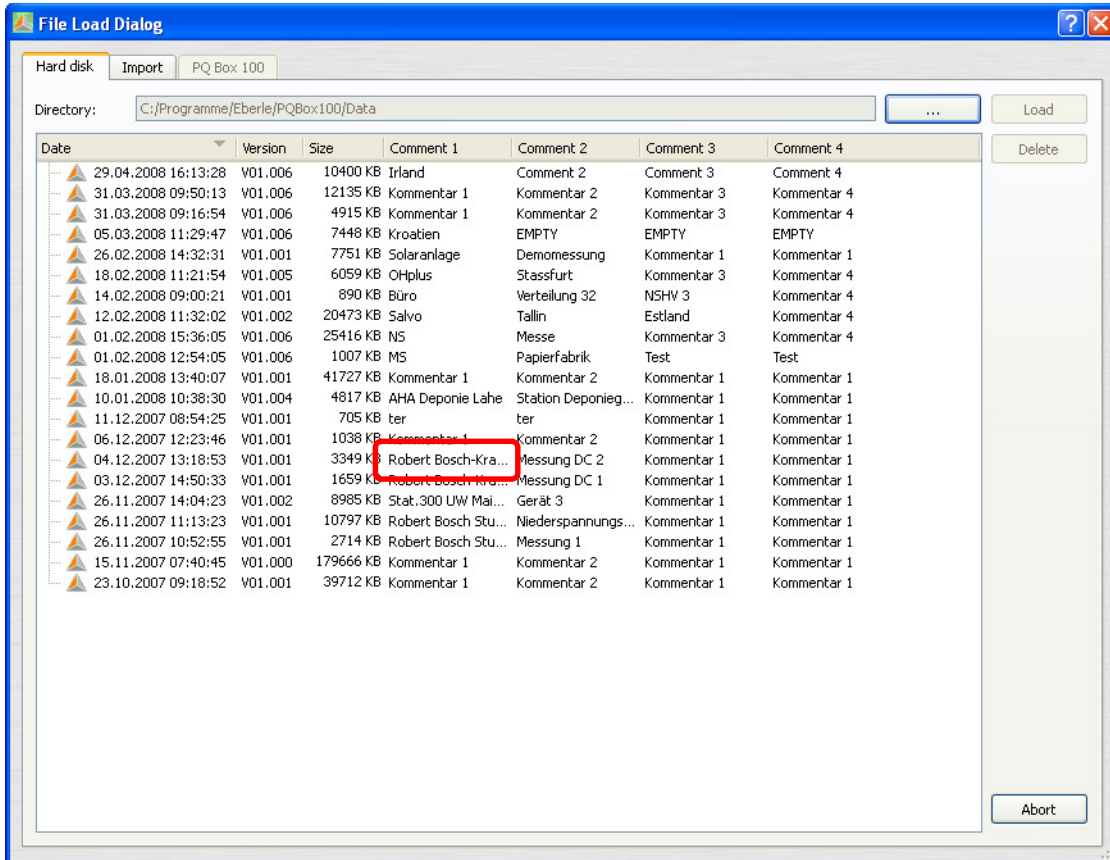 File Load Dialog
Hard disk Import PQ Box 100
Directory: C:/Programme/Eberle/PQBox100/Data ... Load
Date Version Size Comment 1 Comment 2 Comment 3 Comment 4 Delete
29.04.2008 16:13:28 V01.006 10400 KB Irland Comment 2 Comment 3 Comment 4
31.03.2008 09:50:13 V01.006 12135 KB Kommentar 1 Kommentar 2 Kommentar 3 Kommentar 4
31.03.2008 09:16:54 V01.006 4915 KB Kommentar 1 Kommentar 2 Kommentar 3 Kommentar 4
05.03.2008 11:29:47 V01.006 7448 KB Kroatien EMPTY EMPTY EMPTY
26.02.2008 14:32:31 V01.001 7751 KB Solaranlage Demomessung Kommentar 1 Kommentar 1
18.02.2008 11:21:54 V01.005 6059 KB OHplus Stassfurt Kommentar 3 Kommentar 4
14.02.2008 09:00:21 V01.001 890 KB Büro Verteilung 32 NSHV 3 Kommentar 4
12.02.2008 11:32:02 V01.002 20473 KB Salvo Tallin Estland Kommentar 4
01.02.2008 15:36:05 V01.006 25416 KB NS Messe Kommentar 3 Kommentar 4
01.02.2008 12:54:05 V01.006 1007 KB MS Papierfabrik Test Test
18.01.2008 13:40:07 V01.001 41727 KB Kommentar 1 Kommentar 2 Kommentar 1 Kommentar 1
10.01.2008 10:38:30 V01.004 4817 KB AHA Deponie Lahe Station Deponieg... Kommentar 1 Kommentar 1
11.12.2007 08:54:25 V01.001 705 KB ter ter Kommentar 1 Kommentar 1
06.12.2007 12:23:46 V01.001 1038 KB Kommentar 1 Kommentar 2 Kommentar 1 Kommentar 1
04.12.2007 13:18:53 V01.001 3349 KB Robert Bosch-Kra... Messung DC 2 Kommentar 1 Kommentar 1
03.12.2007 14:50:33 V01.001 1659 KB Robert Bosch-Kra... Messung DC 1 Kommentar 1 Kommentar 1
26.11.2007 14:04:23 V01.002 8985 KB Stat.300 UW Mai... Gerät 3 Kommentar 1 Kommentar 1
26.11.2007 11:13:23 V01.001 10797 KB Robert Bosch Stu... Niederspannungs... Kommentar 1 Kommentar 1
26.11.2007 10:52:55 V01.001 2714 KB Robert Bosch Stu... Messung 1 Kommentar 1 Kommentar 1
15.11.2007 07:40:45 V01.000 179666 KB Kommentar 1 Kommentar 2 Kommentar 1 Kommentar 1
23.10.2007 09:18:52 V01.001 39712 KB Kommentar 1 Kommentar 2 Kommentar 1 Kommentar 1
Abort